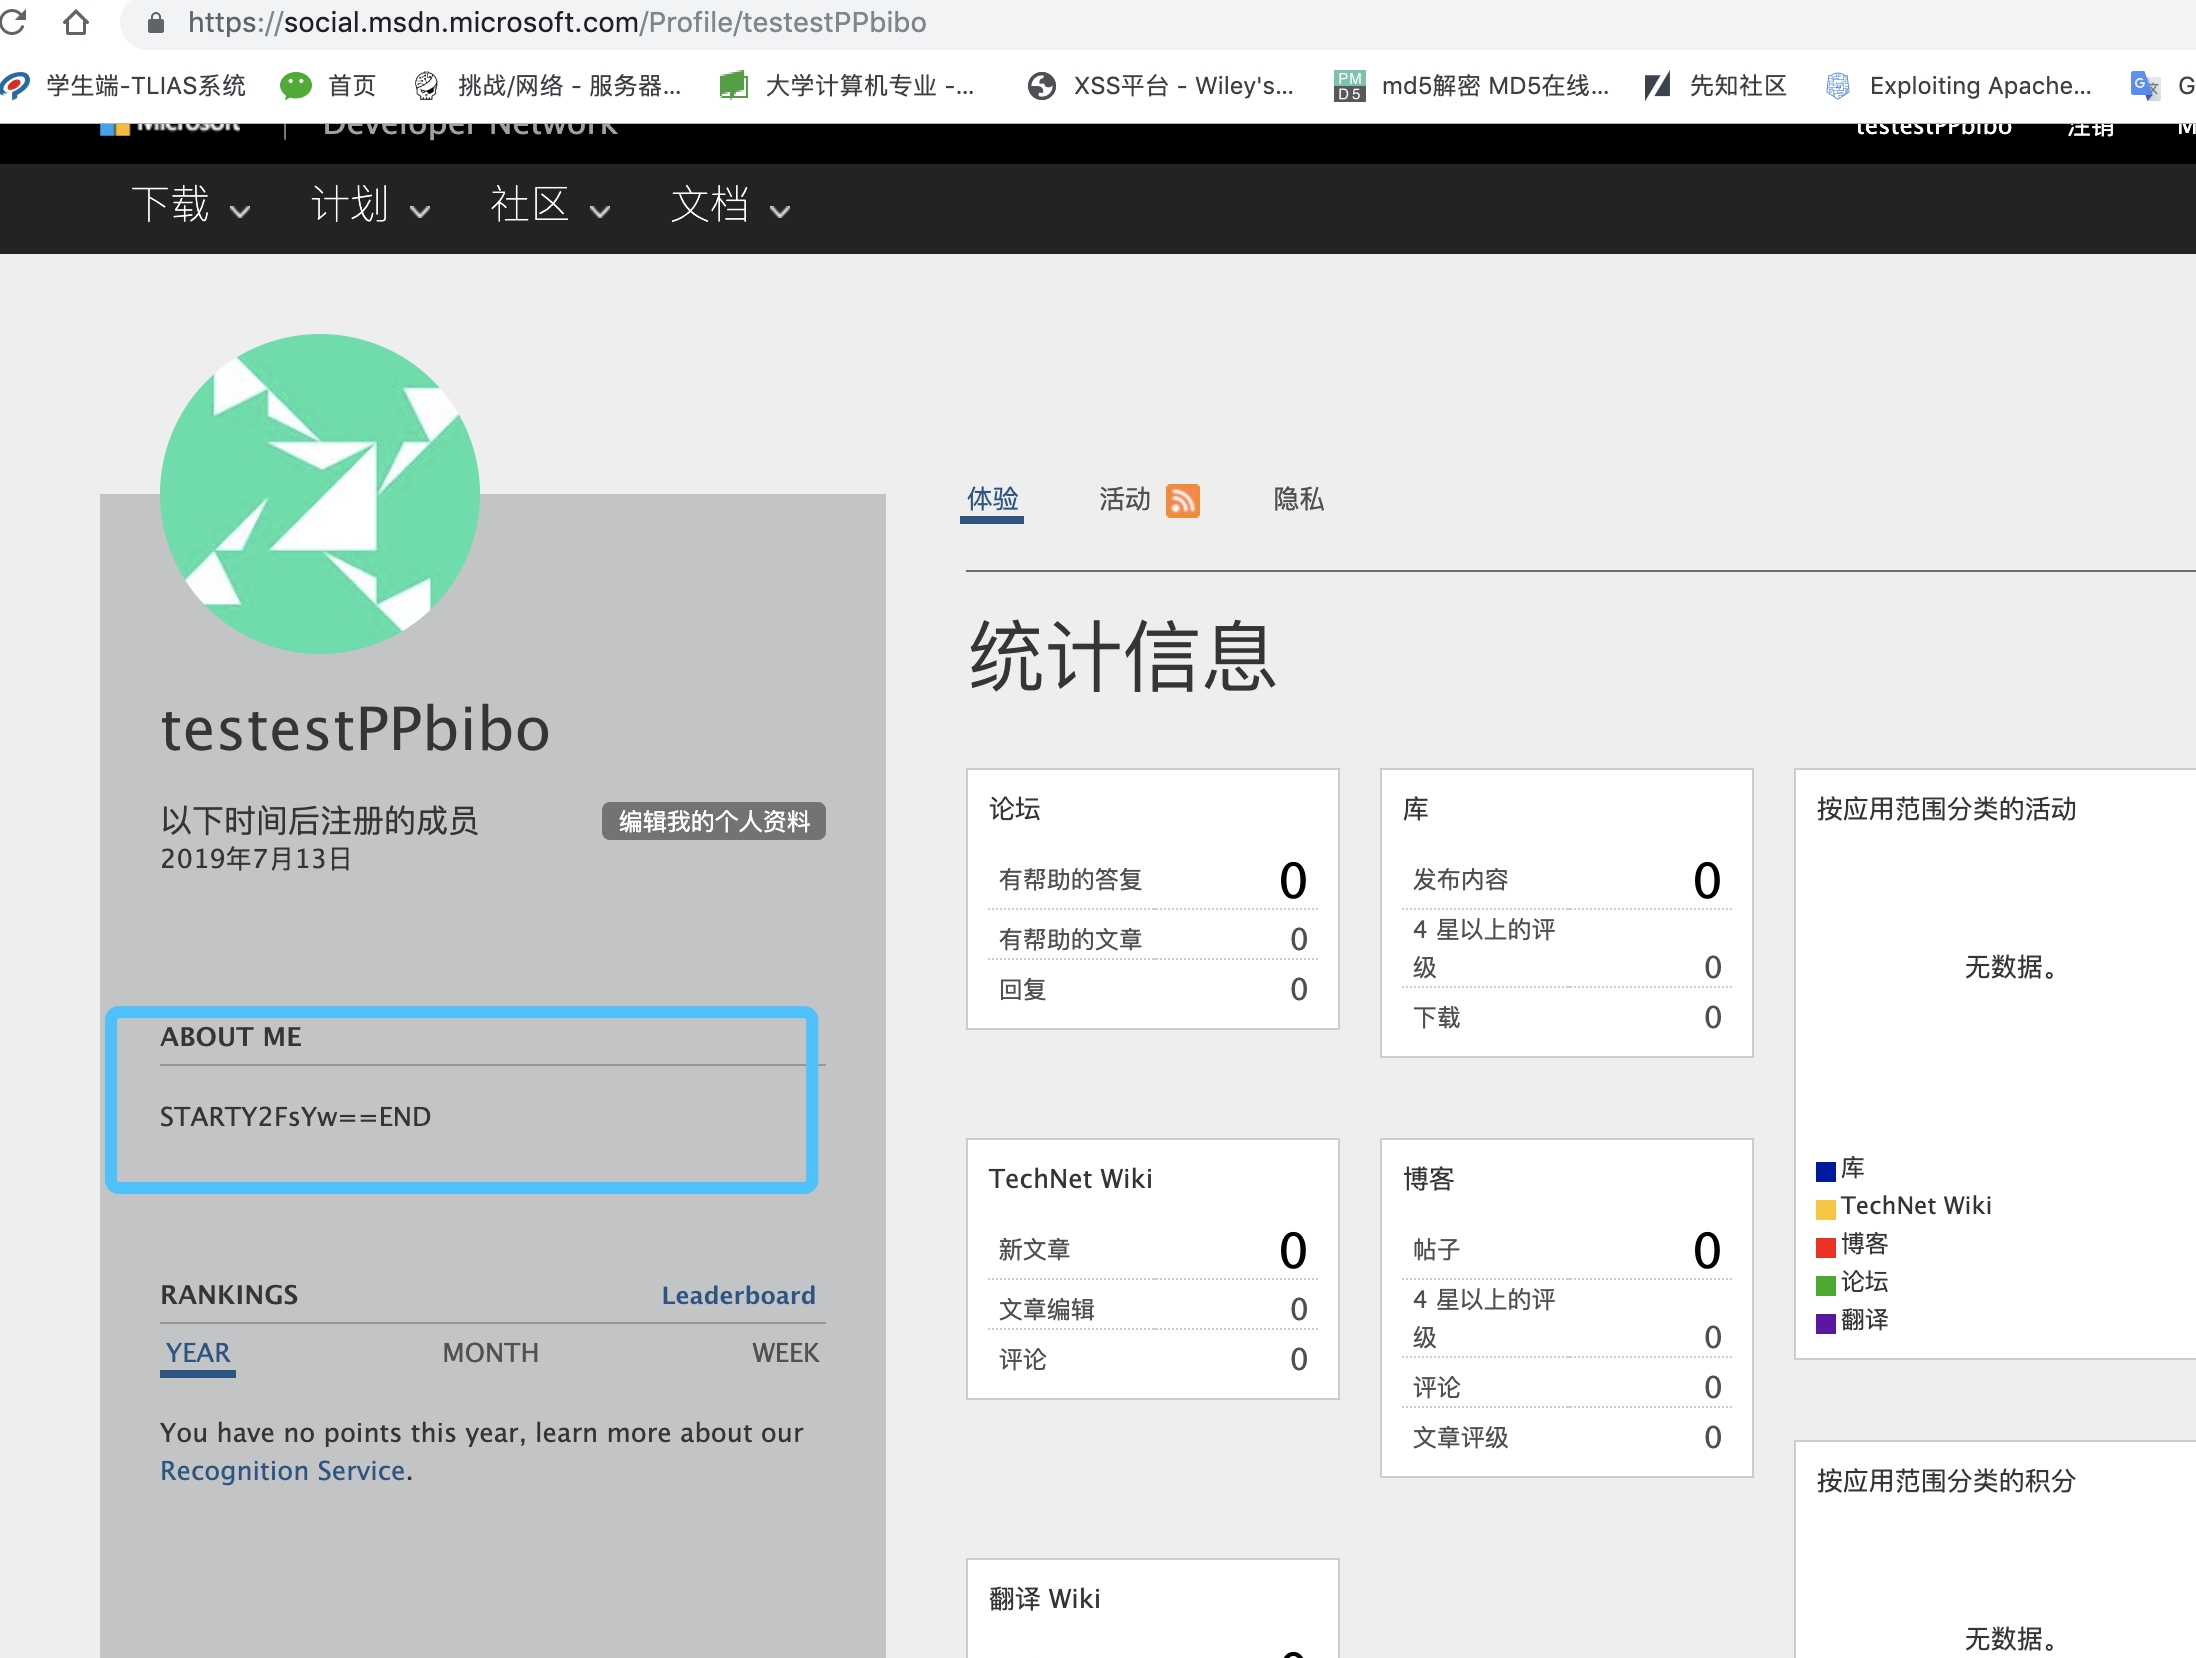 https://social.msdn.microsoft.com/Profile/testestPPbibo
学生端-TLIAS系统 首页 挑战/网络 - 服务器... 大学计算机专业 -... XSS平台 - Wiley's... PM D5 md5解密 MD5在线... 先知社区 Exploiting Apache... G
Microsoft Developer Network testestPPbibo 注销
下载 计划 社区 文档
体验 活动 隐私
统计信息
testestPPbibo
以下时间后注册的成员 编辑我的个人资料
2019年7月13日
ABOUT ME
STARTY2FsYw==END
RANKINGS Leaderboard
YEAR MONTH WEEK
You have no points this year, learn more about our
Recognition Service.
论坛
有帮助的答复 0
有帮助的文章 0
回复 0
库
发布内容 0
4 星以上的评
级 0
下载 0
按应用范围分类的活动
无数据。
库
TechNet Wiki
博客
论坛
翻译
TechNet Wiki
新文章 0
文章编辑 0
评论 0
博客
帖子 0
4 星以上的评
级 0
评论 0
文章评级 0
按应用范围分类的积分
无数据。
翻译 Wiki